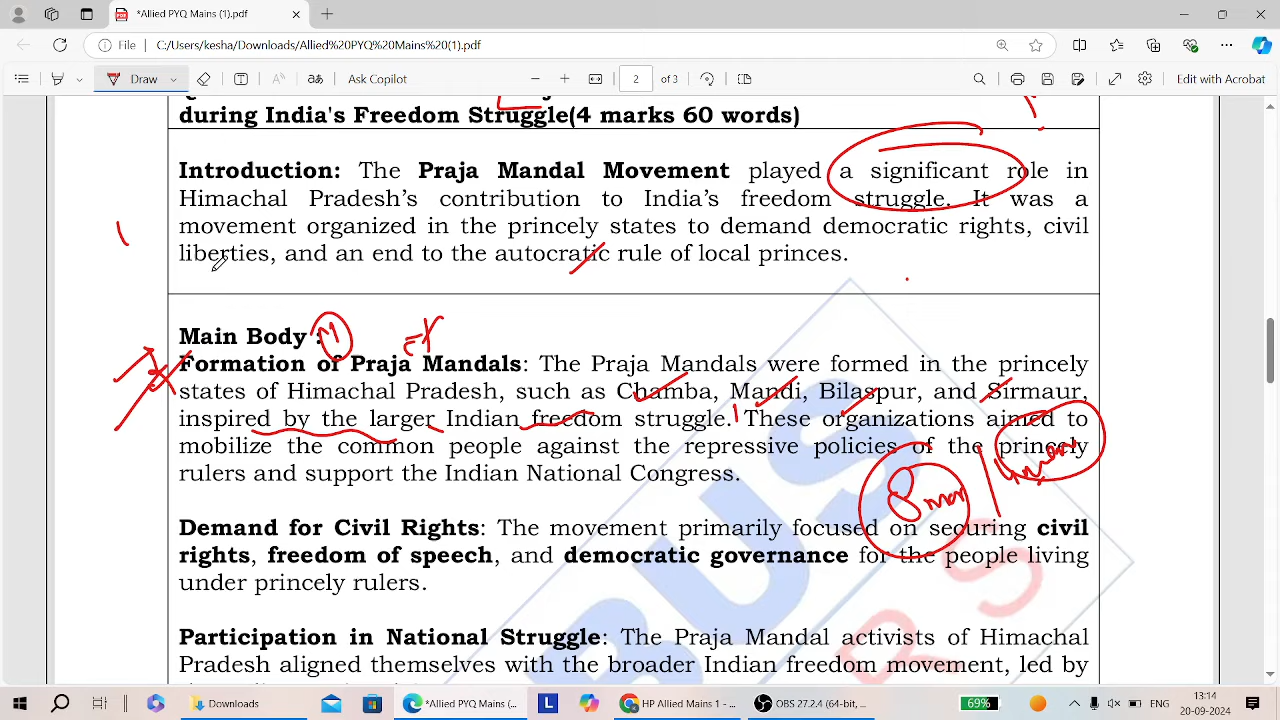 *Allied PYQ Mains (1).pdf
File
C:/Users/kesha/Downloads/Allied%20PYQ%20Mains%20(1).pdf
Draw
Ask Copilot
2
of 3
Edit with Acrobat
during India's Freedom Struggle(4 marks 60 words)
Introduction: The Praja Mandal Movement played a significant role in
Himachal Pradesh's contribution to India's freedom struggle. It was a
movement organized in the princely states to demand democratic rights, civil
liberties, and an end to the autocratic rule of local princes.
Main Body :
Formation of Praja Mandals: The Praja Mandals were formed in the princely
states of Himachal Pradesh, such as Chamba, Mandi, Bilaspur, and Sirmaur,
inspired by the larger Indian freedom struggle. These organizations aimed to
mobilize the common people against the repressive policies of the princely
rulers and support the Indian National Congress.
8 mar
Demand for Civil Rights: The movement primarily focused on securing civil
rights, freedom of speech, and democratic governance for the people living
under princely rulers.
Participation in National Struggle: The Praja Mandal activists of Himachal
Pradesh aligned themselves with the broader Indian freedom movement, led by
Downloads
*Allied PYQ Mains (
HP Allied Mains 1 -
OBS 27.2.4 (64-bit,
69%
13:14
20-09-2024